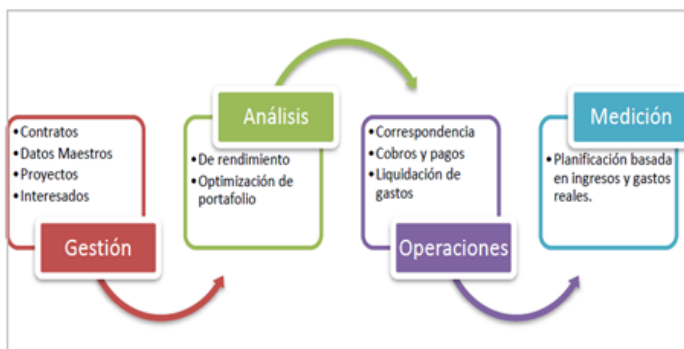 • Contratos
• Datos Maestros
• Proyectos
• Interesados
Gestión
Análisis
• De rendimiento
• Optimización de
portafolio
• Correspondencia
• Cobros y pagos
• Liquidación de
gastos
Operaciones
Medición
• Planificación basada
en ingresos y gastos
reales.